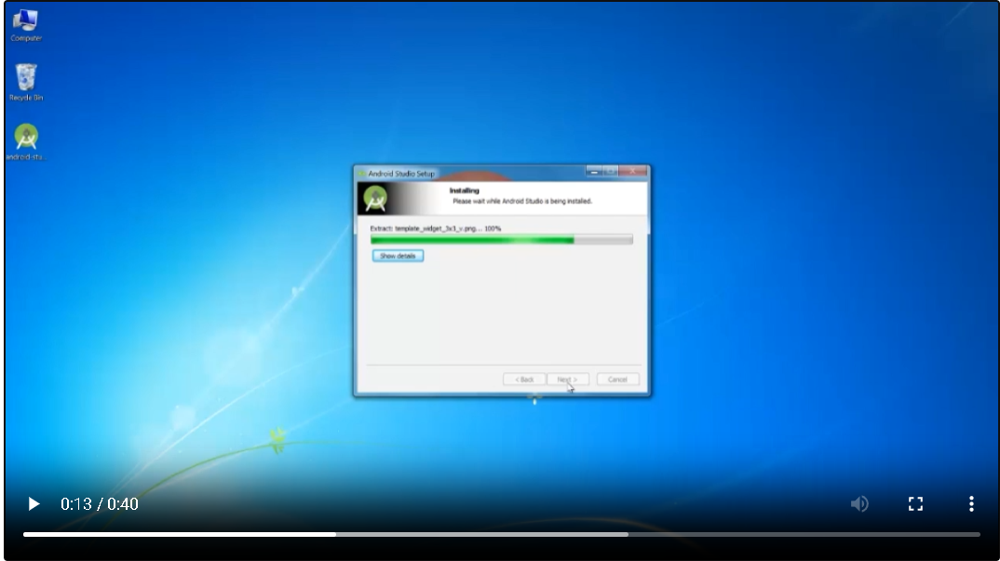 Computer
Recycle Bin
android-stu...
Android Studio Setup
Installing
Please wait while Android Studio is being installed.
Extract: template_widget_3x1_v.png... 100%
Show details
< Back
Next >
Cancel
0:13 / 0:40